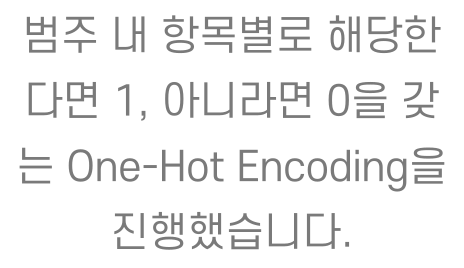 범주 내 항목별로 해당한
다면 1, 아니라면 0을 갖
는 One-Hot Encoding을
진행했습니다.